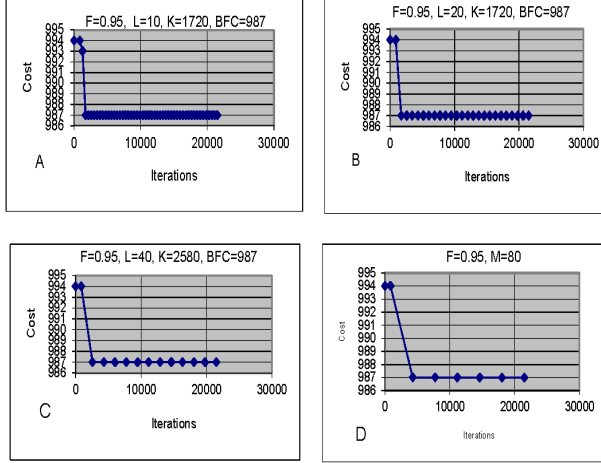 F=0.95, L=10, K=1720, BFC=987
995
994
993
992
991
990
989
988
987
986
Cost
0 10000 20000 30000
A
Iterations
F=0.95, L=20, K=1720, BFC=987
995
994
993
992
991
990
989
988
987
986
Cost
0 10000 20000 30000
B
Iterations
F=0.95, L=40, K=2580, BFC=987
995
994
993
992
991
990
989
988
987
986
Cost
0 10000 20000 30000
C
Iterations
F=0.95, M=80
995
994
993
992
991
990
989
988
987
986
Cost
0 10000 20000 30000
D
Iterations